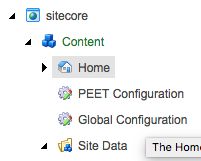 sitecore
Content
Home
PEET Configuration
Global Configuration
Site Data
The Home